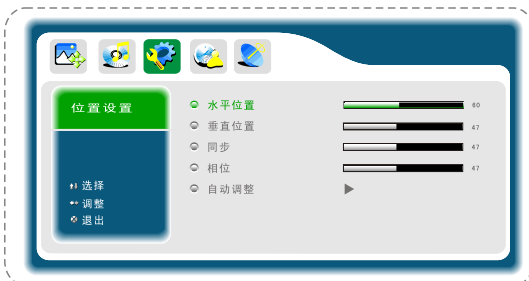 位置设置
水平位置 60
垂直位置 47
同步 47
相位 47
自动调整
选择
调整
退出